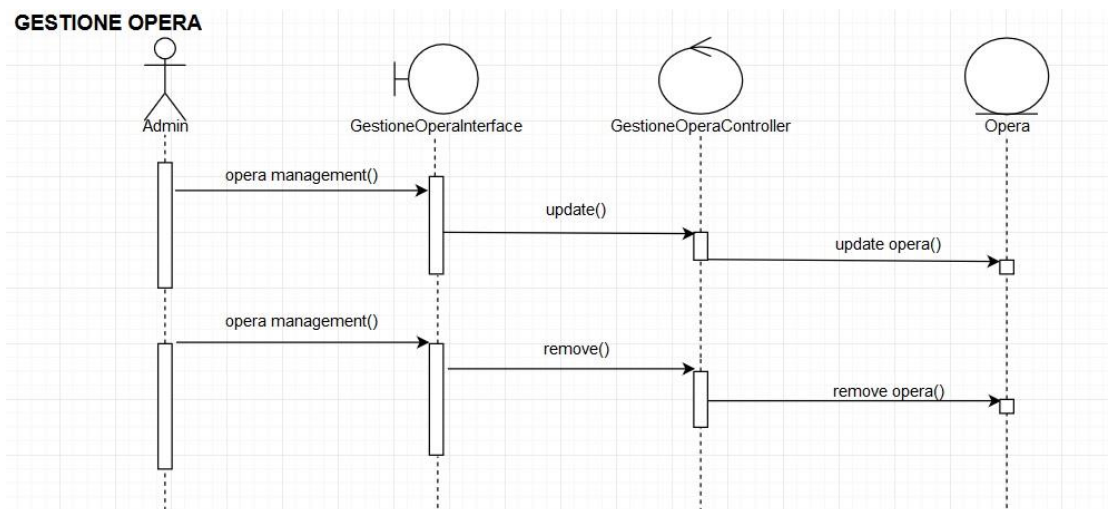 GESTIONE OPERA
Admin
GestioneOperaInterface
GestioneOperaController
Opera
opera management()
update()
update opera()
opera management()
remove()
remove opera()